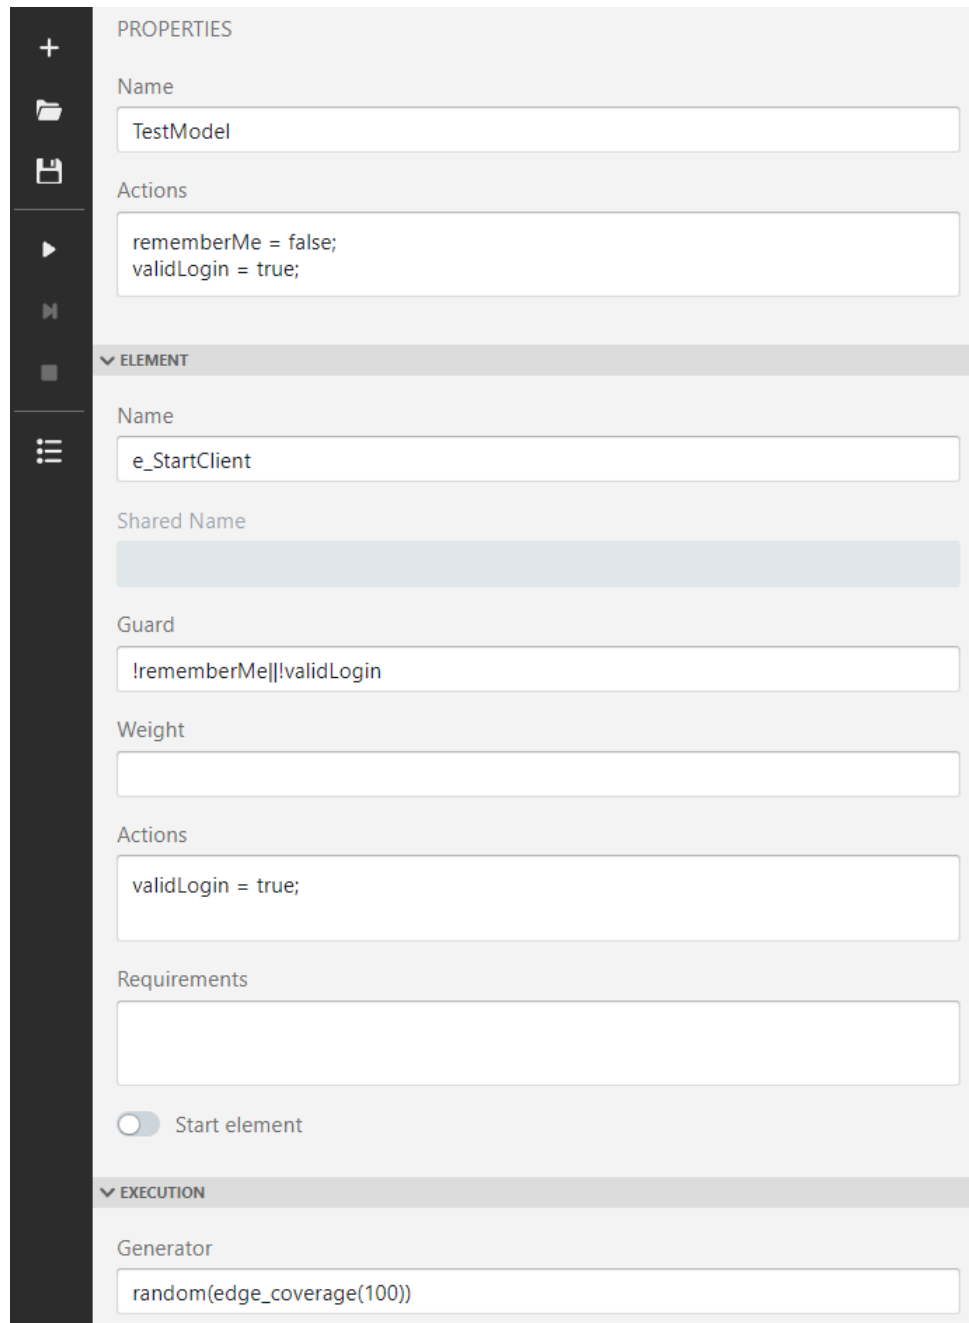 PROPERTIES
Name
TestModel
Actions
rememberMe = false;
validLogin = true;
ELEMENT
Name
e_StartClient
Shared Name
Guard
!rememberMe||!validLogin
Weight
Actions
validLogin = true;
Requirements
Start element
EXECUTION
Generator
random(edge_coverage(100))